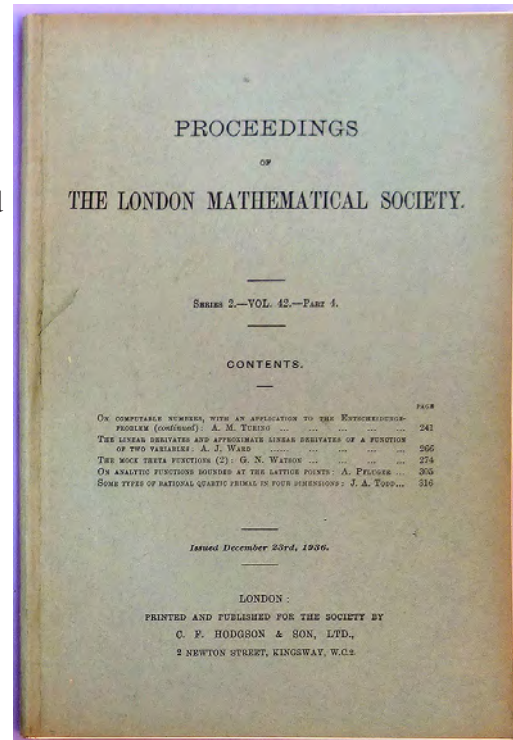 PROCEEDINGS
OF
THE LONDON MATHEMATICAL SOCIETY.
SERIES 2.—VOL. 42.—PART 4.
CONTENTS.
PAGE
ON COMPUTABLE NUMBERS, WITH AN APPLICATION TO THE ENTSCHEIDUNGS-
PROBLEM (continued): A. M. TURING ... ... ... ... ... 241
THE LINEAR DERIVATES AND APPROXIMATE LINEAR DERIVATES OF A FUNCTION
OF TWO VARIABLES: A. J. WARD ...... ... ... ... ... 266
THE MOCK THETA FUNCTIONS (2): G. N. WATSON ... ... ... ... 274
ON ANALYTIC FUNCTIONS BOUNDED AT THE LATTICE POINTS: A. PFLUGER ... 305
SOME TYPES OF RATIONAL QUARTIC PRIMAL IN FOUR DIMENSIONS: J. A. TODD... 316
Issued December 23rd, 1936.
LONDON:
PRINTED AND PUBLISHED FOR THE SOCIETY BY
C. F. HODGSON & SON, LTD.,
2 NEWTON STREET, KINGSWAY, W.C.2.